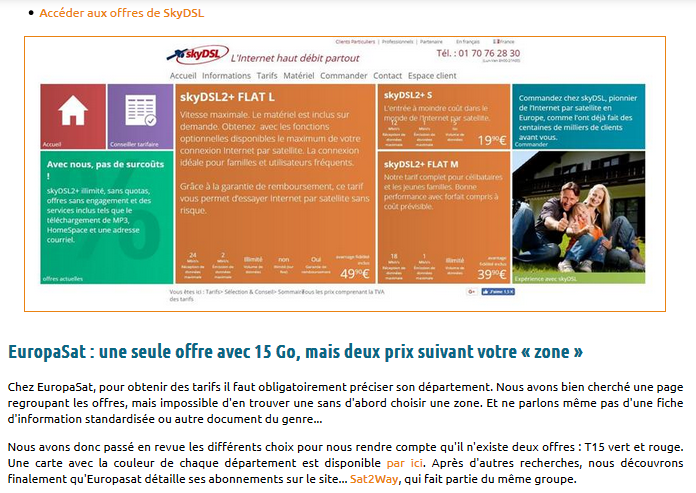 Accéder aux offres de SkyDSL
Clients Particuliers | Professionnels | Partenaire En français France
skyDSL L'Internet haut débit partout
Tél. : 01 70 76 28 30
Accueil Informations Tarifs Matériel Commander Contact Espace client
Accueil
Conseiller tarifaire
Avec nous, pas de surcoûts
!
skyDSL2+ illimité, sans quotas,
offres sans engagement et des
services inclus tels que le
téléchargement de MP3,
HomeSpace et une adresse
courriel.
offres actuelles
skyDSL2+ FLAT L
Vitesse maximale. Le matériel est inclus sur
demande. Obtenez avec les fonctions
optionnelles disponibles le maximum de votre
connexion Internet par satellite. La connexion
idéale pour familles et utilisateurs fréquents.
Grâce à la garantie de remboursement, ce tarif
vous permet d'essayer Internet par satellite sans
risque.
24 2 illimité non Oui
49,90€
skyDSL2+ S
L'entrée à moindre coût dans le
monde de l'Internet par satellite.
19,90€
skyDSL2+ FLAT M
Notre tarif complet pour célibataires
et les jeunes familles. Bonne
performance avec forfait compris à
coût prévisible.
18 1 illimité
39,90€
Commandez chez skyDSL, pionnier
de l'Internet par satellite en
Europe, comme l'ont déjà fait des
centaines de milliers de clients
avant vous.
Commander
Expérience avec skyDSL
Vous êtes ici : Tarifs> Sélection & Conseil> Sommaire Tous les prix comprenant la TVA
des tarifs
G+ J'aime 1,5 K
EuropaSat : une seule offre avec 15 Go, mais deux prix suivant votre « zone »
Chez EuropaSat, pour obtenir des tarifs il faut obligatoirement préciser son département. Nous avons bien cherché une page
regroupant les offres, mais impossible d'en trouver une sans d'abord choisir une zone. Et ne parlons même pas d'une fiche
d'information standardisée ou autre document du genre...
Nous avons donc passé en revue les différents choix pour nous rendre compte qu'il n'existe deux offres : T15 vert et rouge.
Une carte avec la couleur de chaque département est disponible par ici. Après d'autres recherches, nous découvrons
finalement qu'Europasat détaille ses abonnements sur le site... Sat2Way, qui fait partie du même groupe.